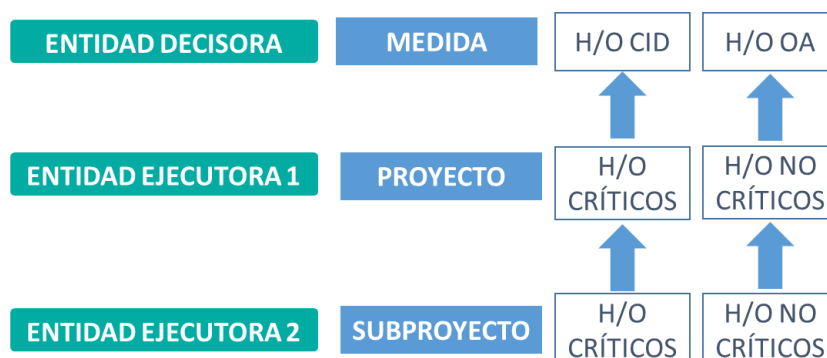 ENTIDAD DECISORA
MEDIDA
H/O CID
H/O OA
ENTIDAD EJECUTORA 1
PROYECTO
H/O
CRÍTICOS
H/O NO
CRÍTICOS
ENTIDAD EJECUTORA 2
SUBPROYECTO
H/O
CRÍTICOS
H/O NO
CRÍTICOS